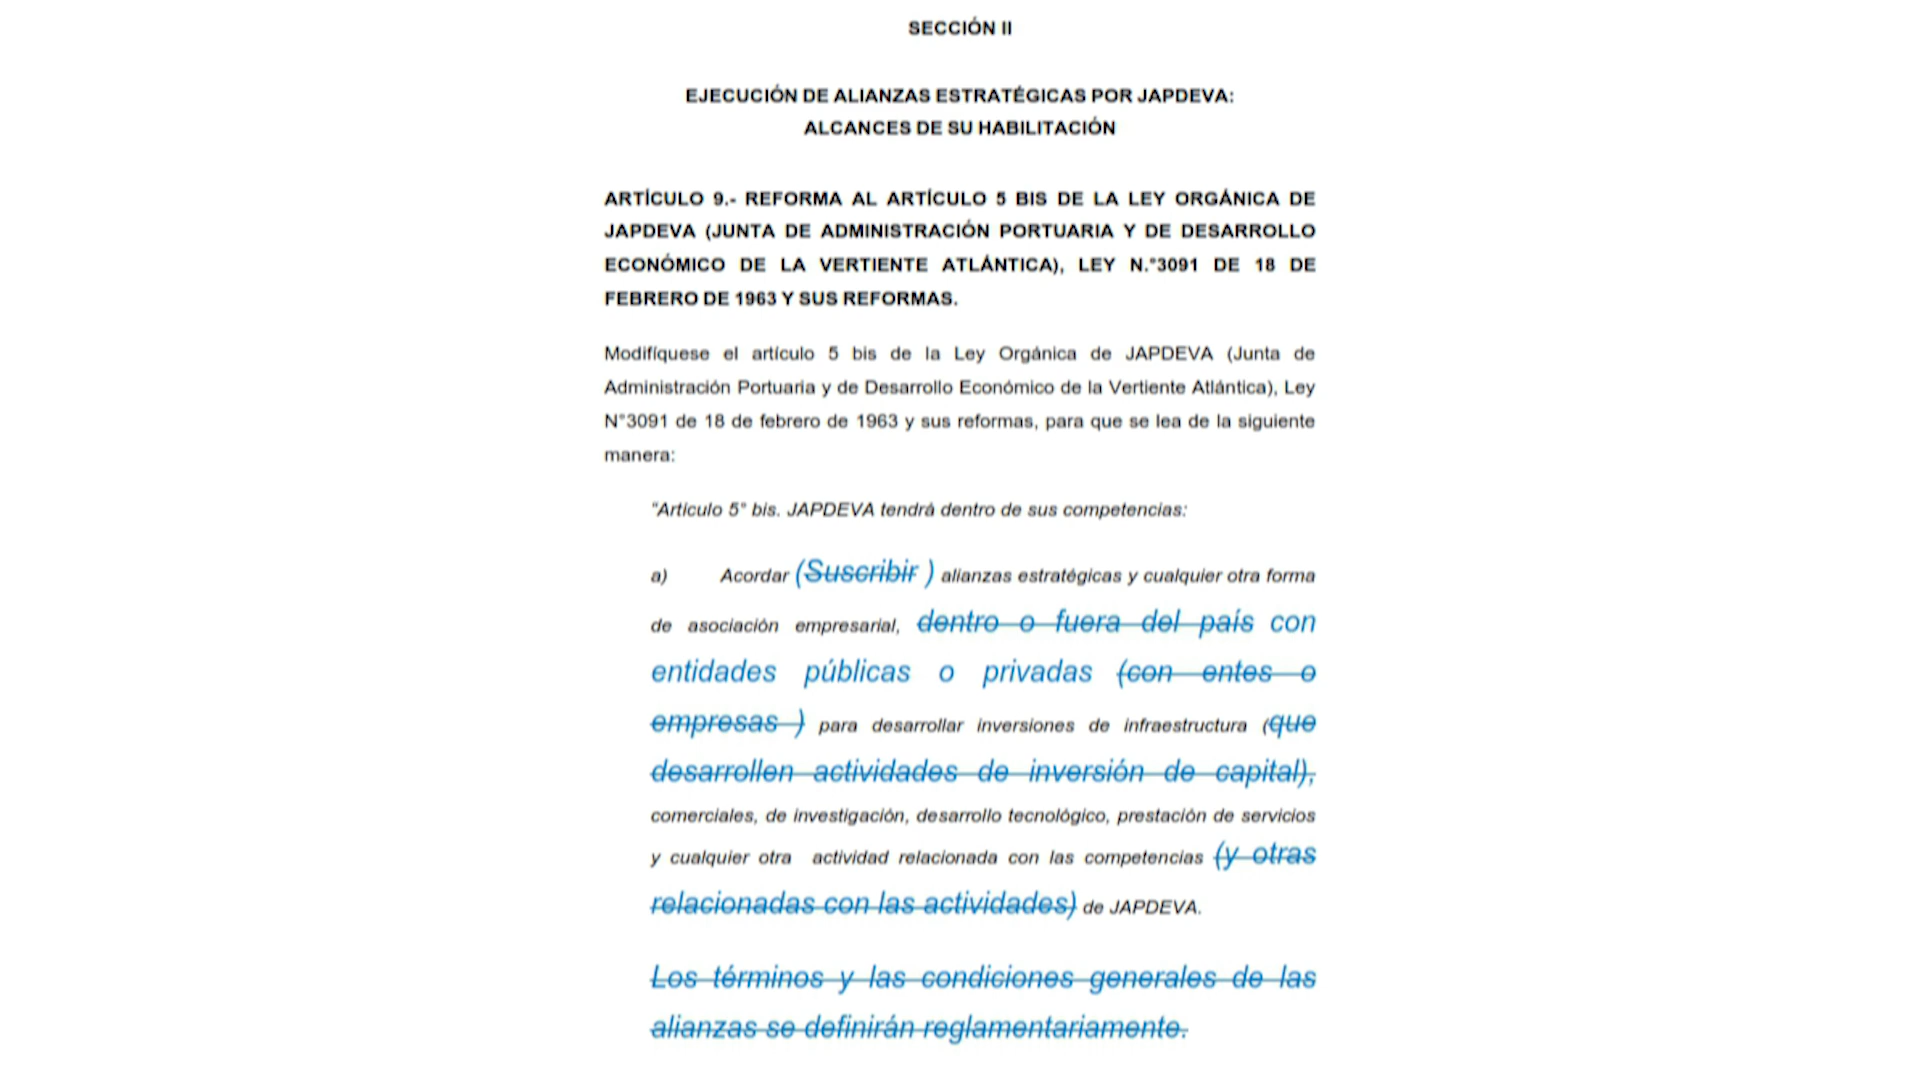 SECCIÓN II
EJECUCIÓN DE ALIANZAS ESTRATÉGICAS POR JAPDEVA:
ALCANCES DE SU HABILITACIÓN
ARTÍCULO 9.- REFORMA AL ARTÍCULO 5 BIS DE LA LEY ORGÁNICA DE
JAPDEVA (JUNTA DE ADMINISTRACIÓN PORTUARIA Y DE DESARROLLO
ECONÓMICO DE LA VERTIENTE ATLÁNTICA), LEY N.°3091 DE 18 DE
FEBRERO DE 1963 Y SUS REFORMAS.
Modifíquese el artículo 5 bis de la Ley Orgánica de JAPDEVA (Junta de
Administración Portuaria y de Desarrollo Económico de la Vertiente Atlántica), Ley
N°3091 de 18 de febrero de 1963 y sus reformas, para que se lea de la siguiente
manera:
"Artículo 5° bis. JAPDEVA tendrá dentro de sus competencias:
a) Acordar (Suscribir ) alianzas estratégicas y cualquier otra forma
de asociación empresarial, dentro o fuera del país con
entidades públicas o privadas (con entes o
empresas ) para desarrollar inversiones de infraestructura (que
desarrollen actividades de inversión de capital),
comerciales, de investigación, desarrollo tecnológico, prestación de servicios
y cualquier otra actividad relacionada con las competencias (y otras
relacionadas con las actividades) de JAPDEVA.
Los términos y las condiciones generales de las
alianzas se definirán reglamentariamente.